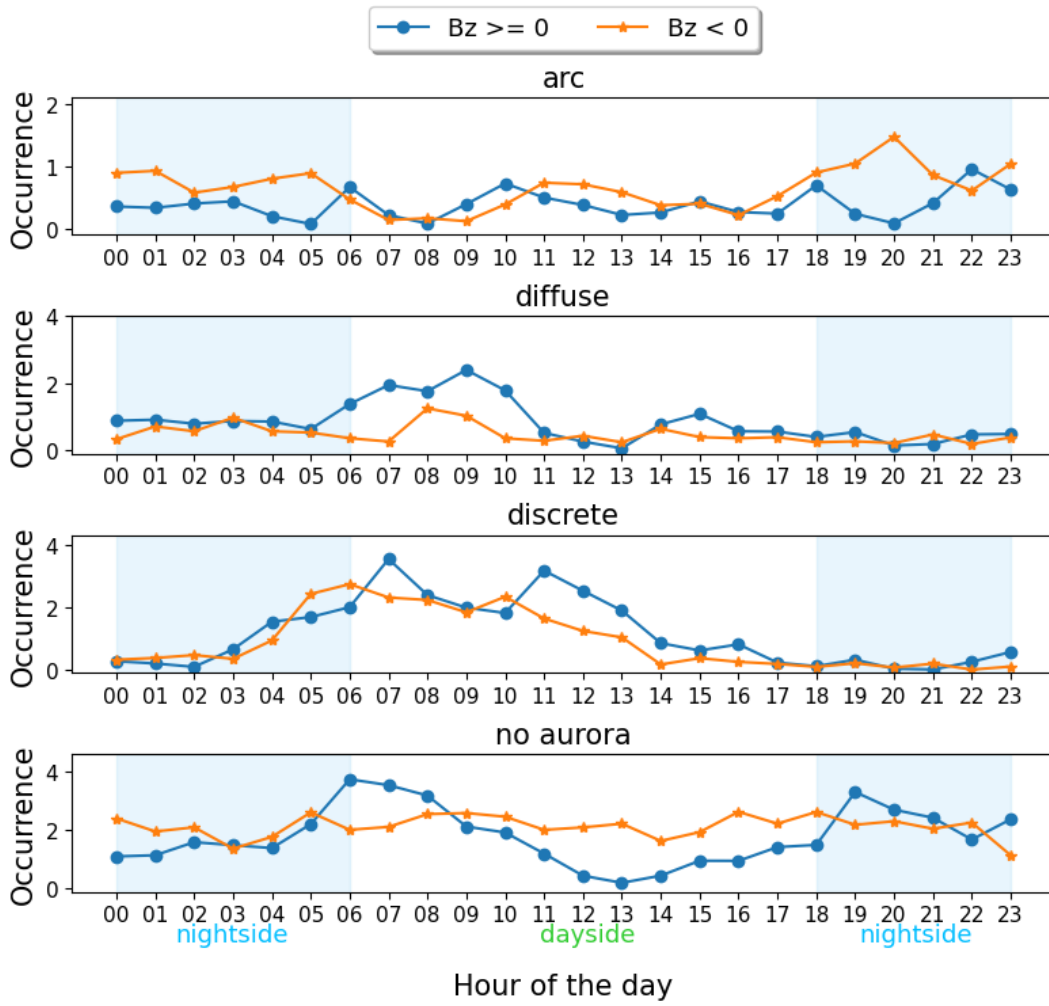 Bz >= 0 Bz < 0
arc
Occurrence
2
1
0
00 01 02 03 04 05 06 07 08 09 10 11 12 13 14 15 16 17 18 19 20 21 22 23
diffuse
Occurrence
4
2
0
00 01 02 03 04 05 06 07 08 09 10 11 12 13 14 15 16 17 18 19 20 21 22 23
discrete
Occurrence
4
2
0
00 01 02 03 04 05 06 07 08 09 10 11 12 13 14 15 16 17 18 19 20 21 22 23
no aurora
Occurrence
4
2
0
00 01 02 03 04 05 06 07 08 09 10 11 12 13 14 15 16 17 18 19 20 21 22 23
nightside dayside nightside
Hour of the day